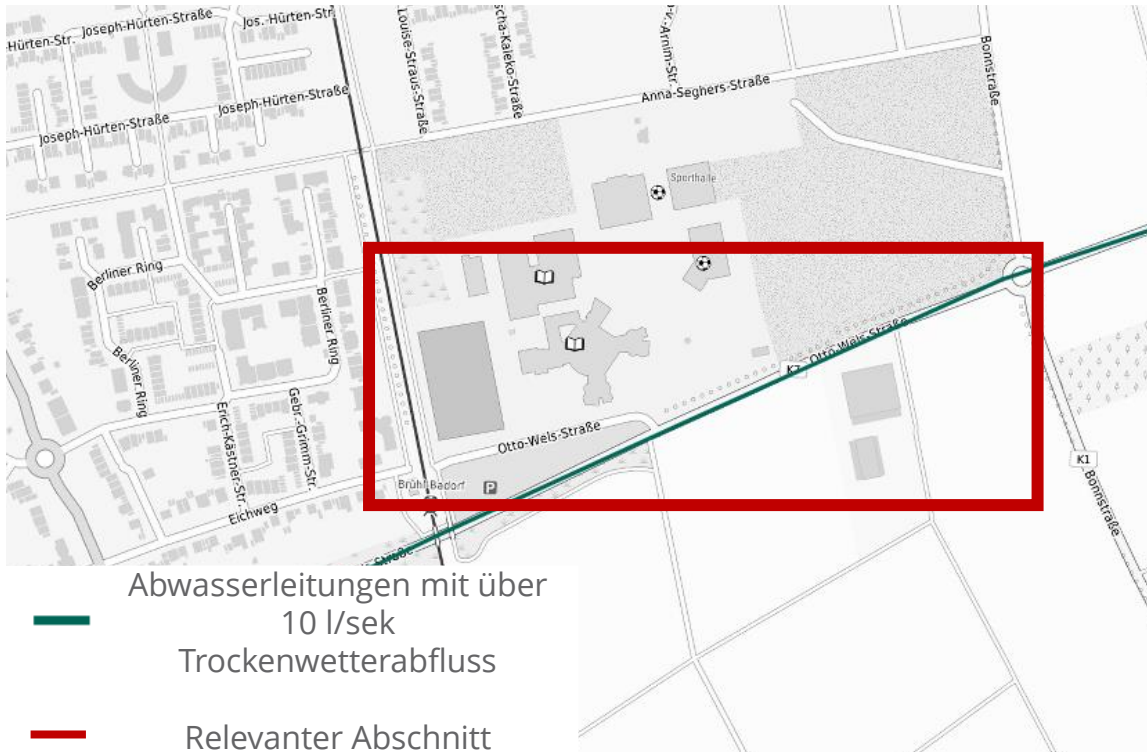 Joseph-Hürten-Straße
Jos.-Hürten-Straße
-Hürten-Str.
Louise-Straus-Straße
scha-Kaléko-Straße
-v.-Arnim-Str.
Bonnstraße
Anna-Seghers-Straße
Joseph-Hürten-Straße
Joseph-Hürten-Straße
Sporthalle
Berliner Ring
Berliner Ring
Berliner Ring
Otto-Wels-Straße
K7
Erich-Kästner-Str.
Gebr.-Grimm-Str.
Otto-Wels-Straße
Brühl-Badorf
P
K1
Bonnstraße
Eichweg
s-Straße
Abwasserleitungen mit über
10 l/sek
Trockenwetterabfluss
Relevanter Abschnitt